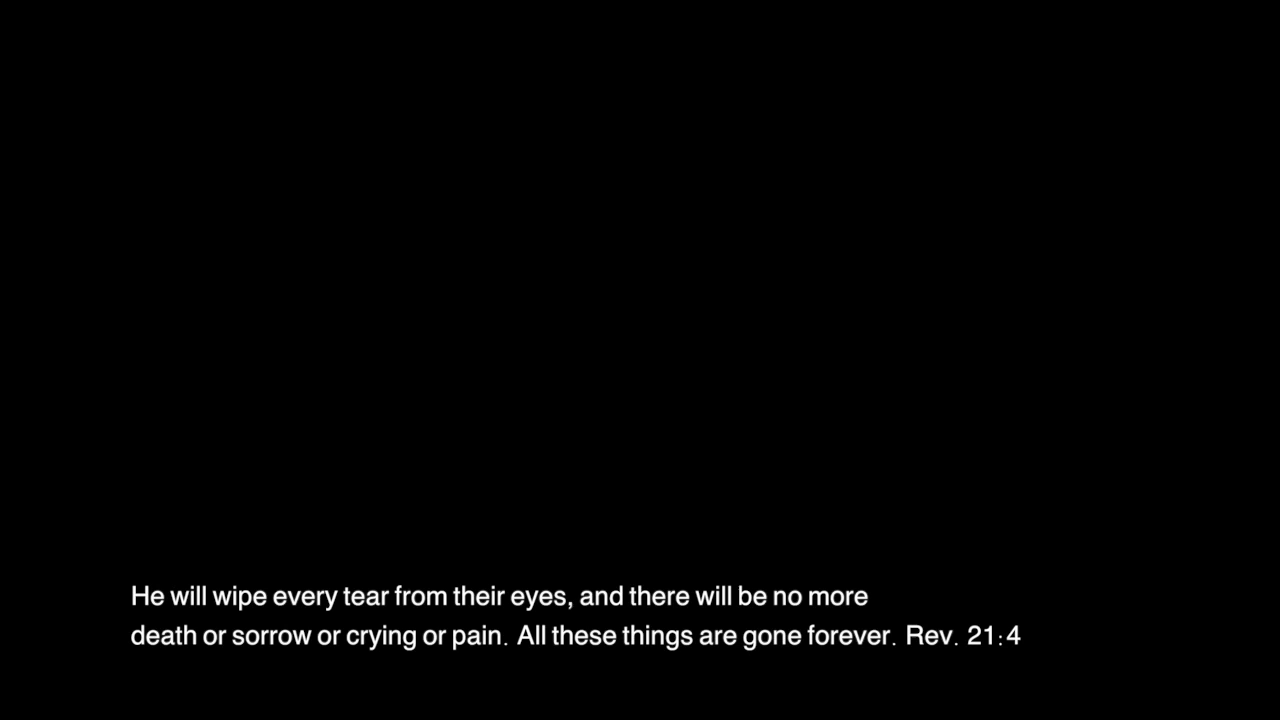 He will wipe every tear from their eyes, and there will be no more
death or sorrow or crying or pain. All these things are gone forever. Rev. 21:4